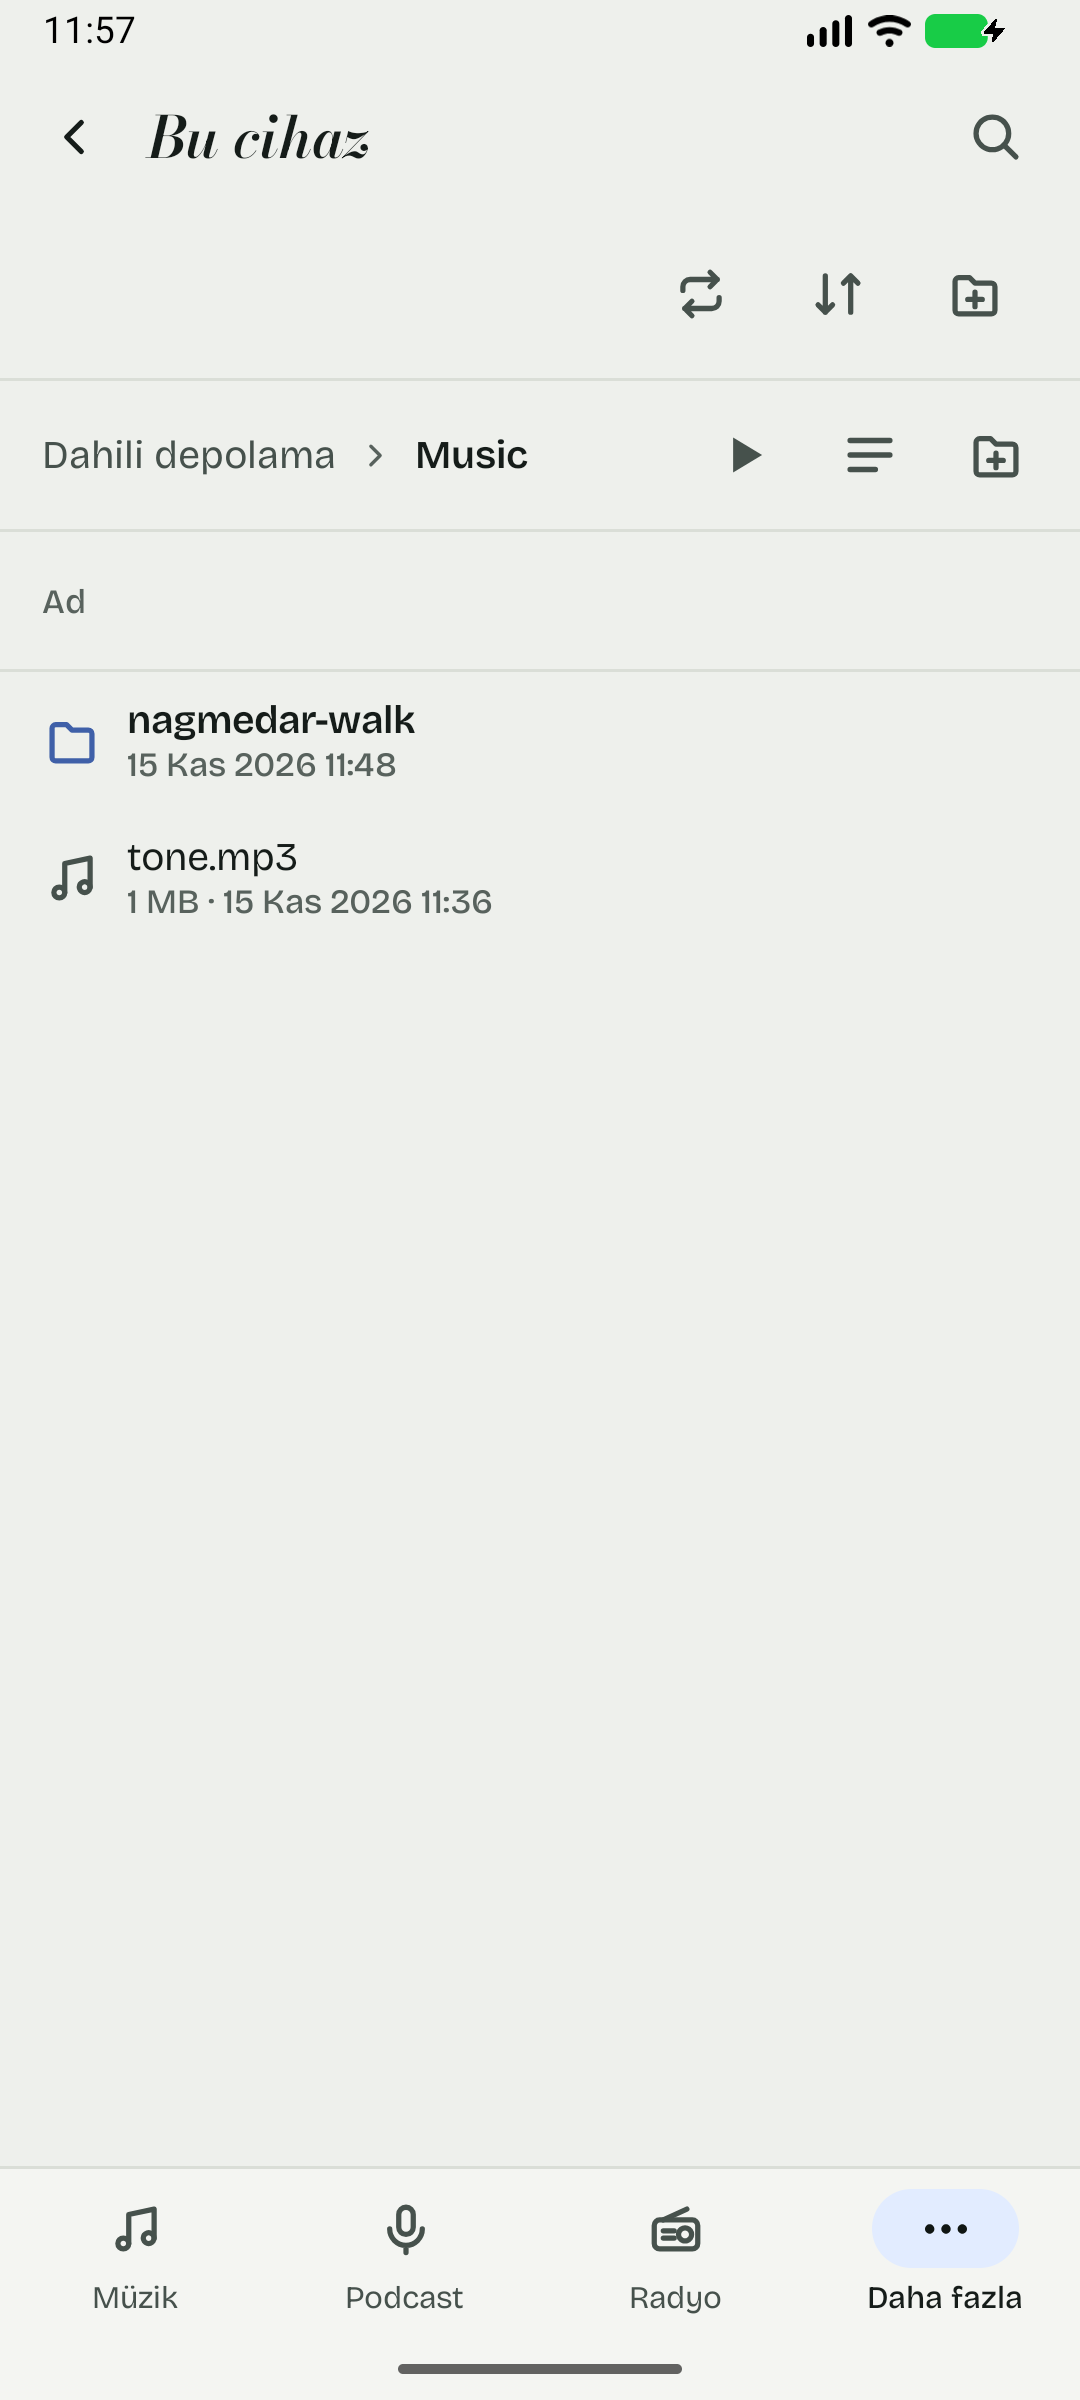 11:57
Bu cihaz
Dahili depolama > Music
Ad
nagmedar-walk
15 Kas 2026 11:48
tone.mp3
1 MB · 15 Kas 2026 11:36
Müzik
Podcast
Radyo
Daha fazla